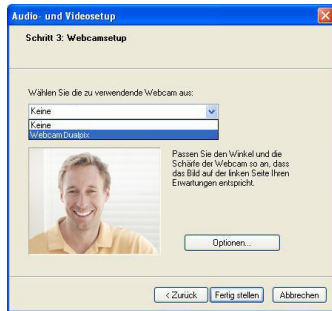 Audio- und Videosetup
Schritt 3: Webcamsetup
Wählen Sie die zu verwendende Webcam aus:
Keine
Keine
Webcam Dualpix
Passen Sie den Winkel und die
Schärfe der Webcam so an, dass
das Bild auf der linken Seite Ihren
Erwartungen entspricht.
Optionen...
< Zurück
Fertig stellen
Abbrechen